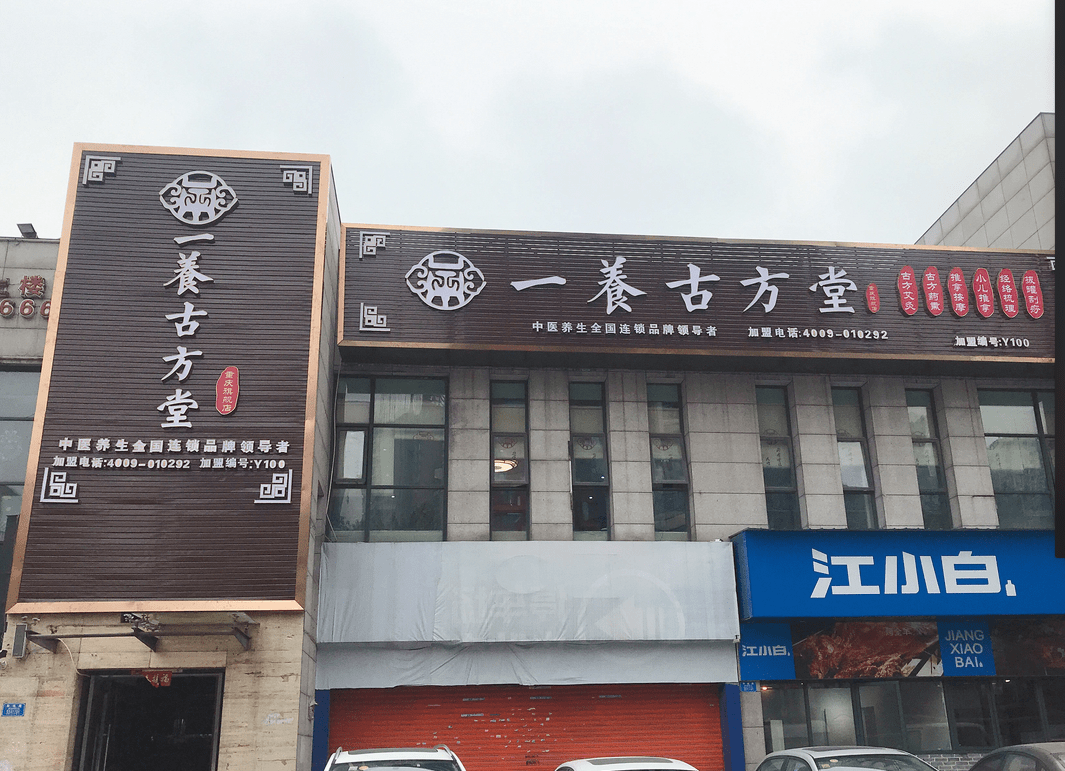 一養古方堂
重庆旗舰店
中医养生全国连锁品牌领导者
加盟电话:4009-010292 加盟编号:Y100
楼
666
一養古方堂
古方艾灸
古方药熏
推拿按摩
小儿推拿
经络梳理
拔罐刮痧
中医养生全国连锁品牌领导者
加盟电话:4009-010292
加盟编号:Y100
江小白
江小白
JIANG
XIAO
BAI